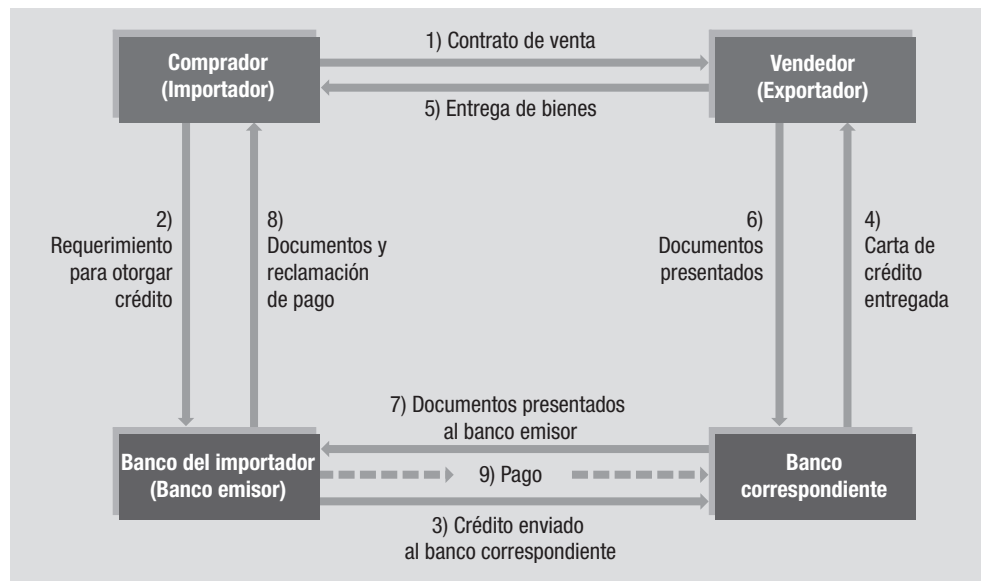 1) Contrato de venta
Comprador
(Importador)
Vendedor
(Exportador)
5) Entrega de bienes
2)
Requerimiento
para otorgar
crédito
8)
Documentos y
reclamación
de pago
6)
Documentos
presentados
4)
Carta de
crédito
entregada
7) Documentos presentados
al banco emisor
Banco del importador
(Banco emisor)
9) Pago
Banco
correspondiente
3) Crédito enviado
al banco correspondiente